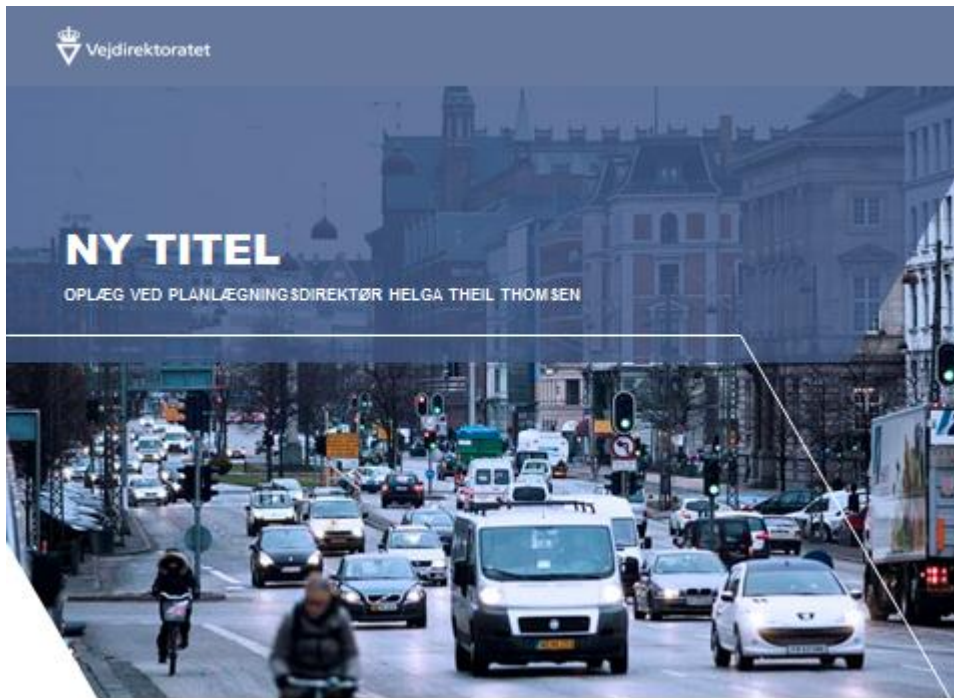 Vejdirektoratet
NY TITEL
OPLÆG VED PLANLÆGNINGSDIREKTØR HELGA THEIL THOMSEN